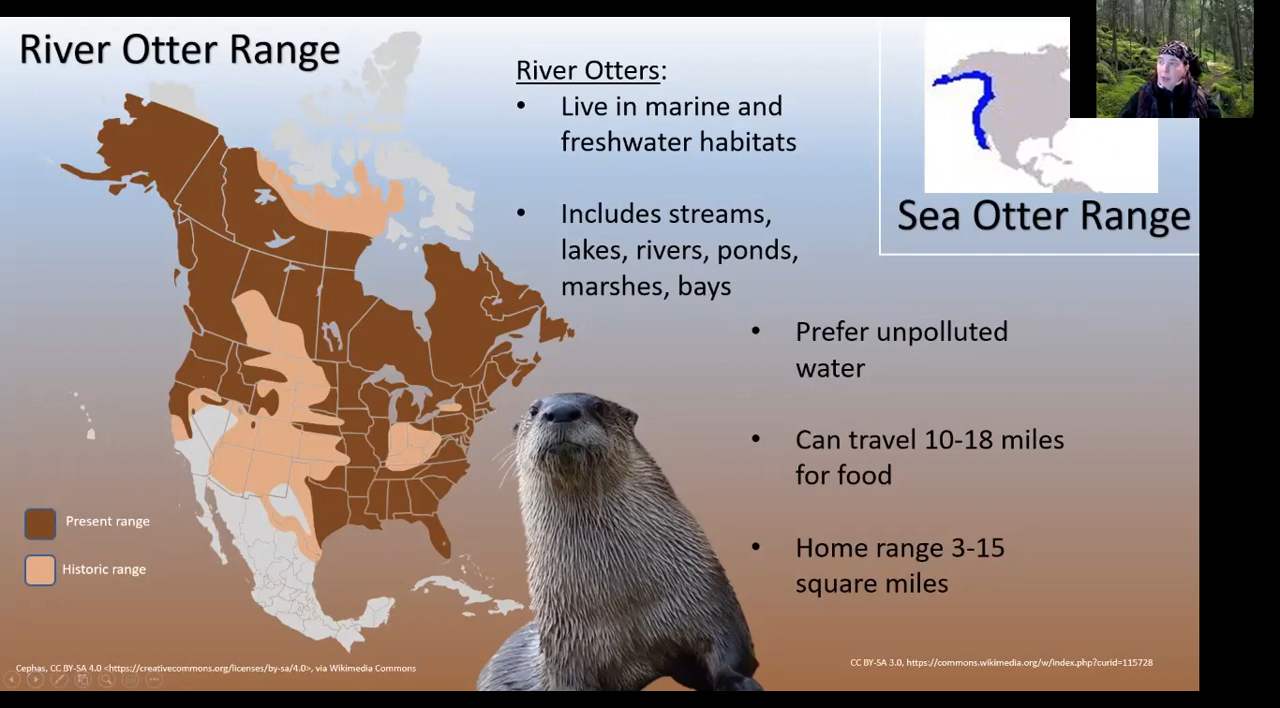 River Otter Range
River Otters:
• Live in marine and
freshwater habitats
• Includes streams,
lakes, rivers, ponds,
marshes, bays
• Prefer unpolluted
water
• Can travel 10-18 miles
for food
• Home range 3-15
square miles
Sea Otter Range
Present range
Historic range
Cephas, CC BY-SA 4.0 <https://creativecommons.org/licenses/by-sa/4.0>, via Wikimedia Commons
CC BY-SA 3.0, https://commons.wikimedia.org/w/index.php?curid=115728